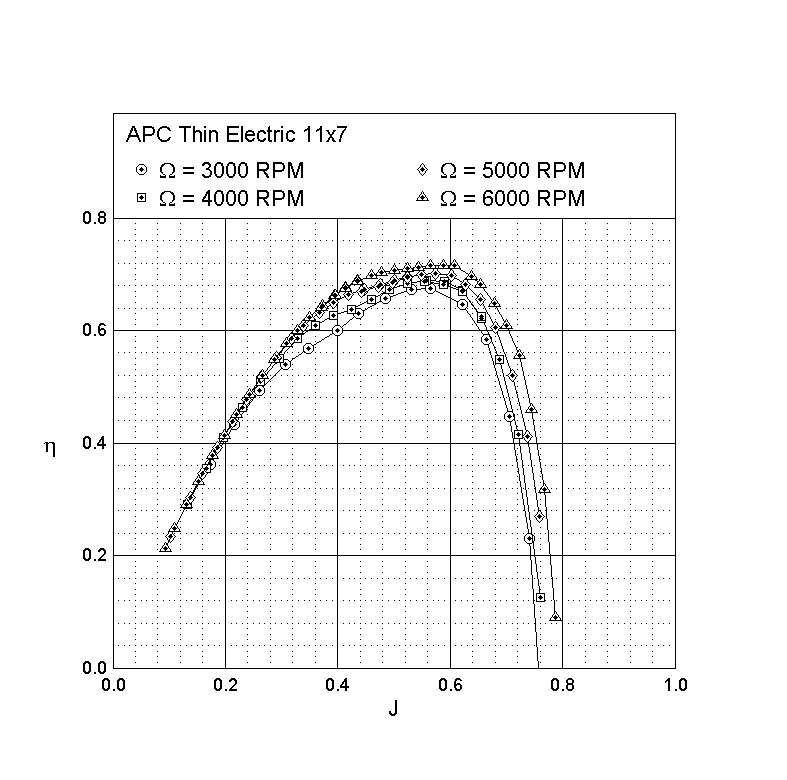 APC Thin Electric 11x7
Ω = 3000 RPM
Ω = 5000 RPM
Ω = 4000 RPM
Ω = 6000 RPM
0.8
0.6
η
0.4
0.2
0.0
0.0 0.2 0.4 0.6 0.8 1.0
J